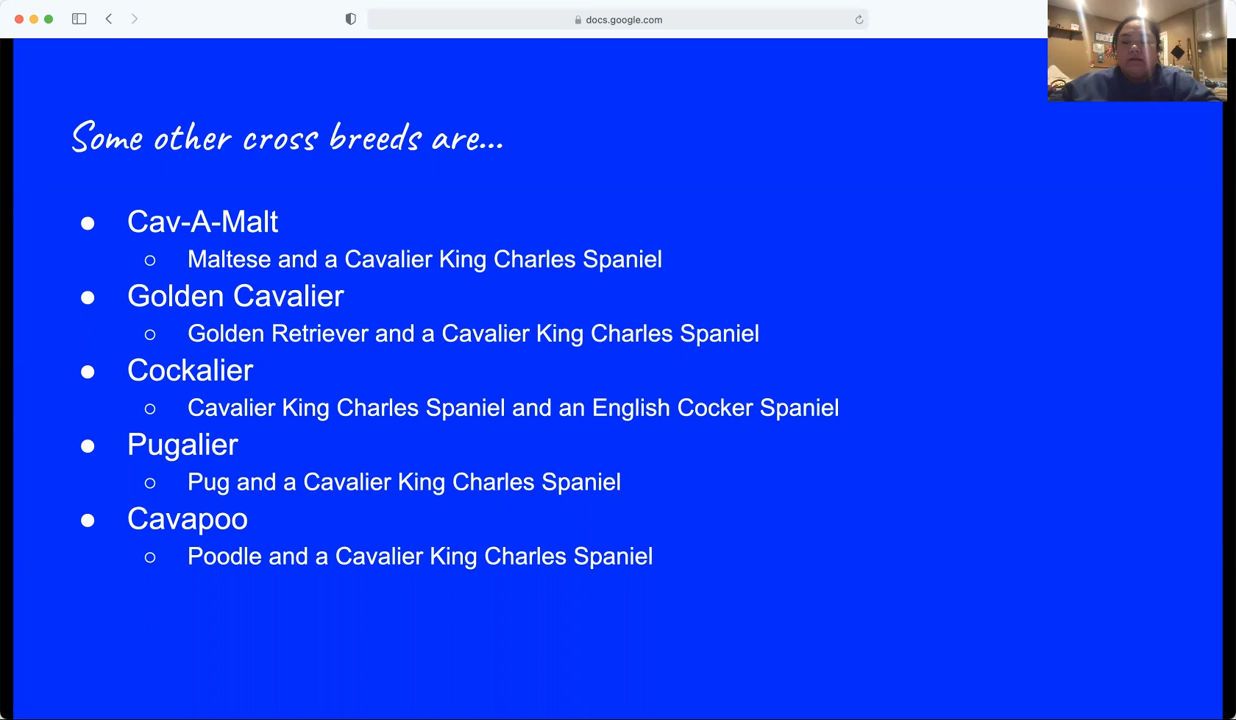 docs.google.com
Some other cross breeds are...
● Cav-A-Malt
○ Maltese and a Cavalier King Charles Spaniel
● Golden Cavalier
○ Golden Retriever and a Cavalier King Charles Spaniel
● Cockalier
○ Cavalier King Charles Spaniel and an English Cocker Spaniel
● Pugalier
○ Pug and a Cavalier King Charles Spaniel
● Cavapoo
○ Poodle and a Cavalier King Charles Spaniel